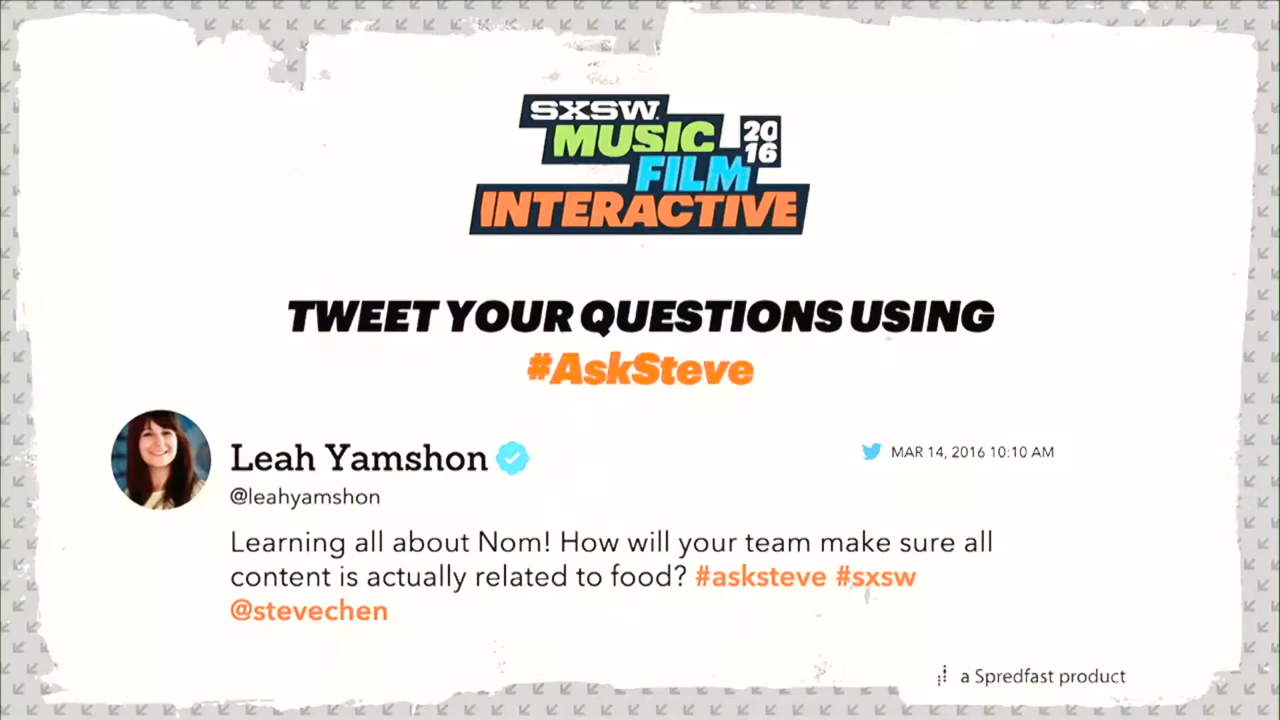 SXSW.
MUSIC
2016
FILM
INTERACTIVE
TWEET YOUR QUESTIONS USING
#AskSteve
Leah Yamshon
MAR 14, 2016 10:10 AM
@leahyamshon
Learning all about Nom! How will your team make sure all
content is actually related to food? #asksteve #sxsw
@stevechen
a Spredfast product